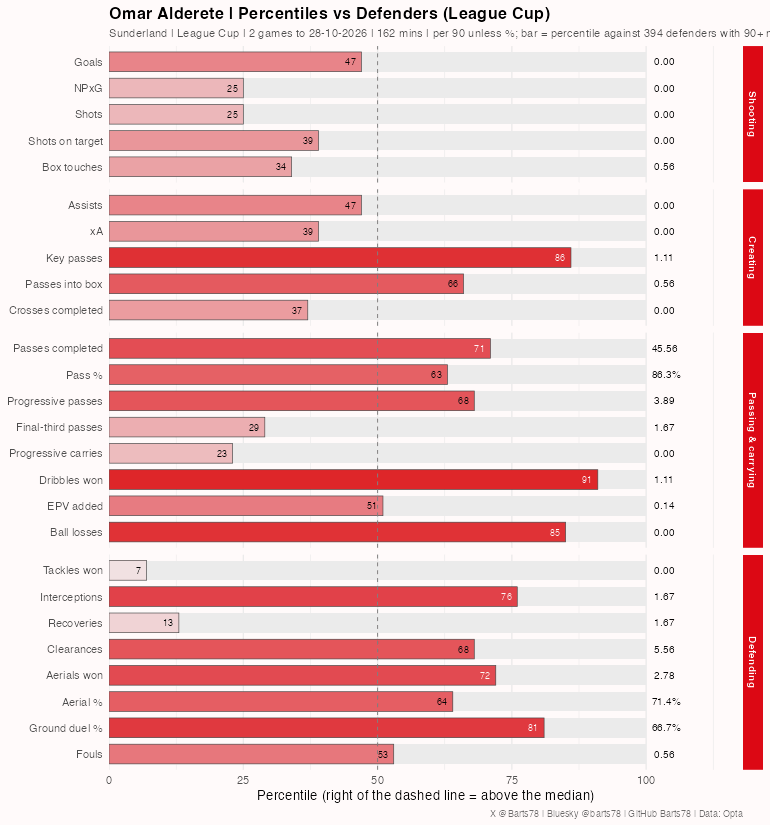 Omar Alderete | Percentiles vs Defenders (League Cup)
Sunderland | League Cup | 2 games to 28-10-2026 | 162 mins | per 90 unless %; bar = percentile against 394 defenders with 90+ m
Goals 47 0.00
NPxG 25 0.00
Shots 25 0.00
Shots on target 39 0.00
Box touches 34 0.56
Shooting
Assists 47 0.00
xA 39 0.00
Key passes 86 1.11
Passes into box 66 0.56
Crosses completed 37 0.00
Creating
Passes completed 71 45.56
Pass % 63 86.3%
Progressive passes 68 3.89
Final-third passes 29 1.67
Progressive carries 23 0.00
Dribbles won 91 1.11
EPV added 51 0.14
Ball losses 85 0.00
Passing & carrying
Tackles won 7 0.00
Interceptions 76 1.67
Recoveries 13 1.67
Clearances 68 5.56
Aerials won 72 2.78
Aerial % 64 71.4%
Ground duel % 81 66.7%
Fouls 53 0.56
Defending
0 25 50 75 100
Percentile (right of the dashed line = above the median)
X @Barts78 | Bluesky @barts78 | GitHub Barts78 | Data: Opta